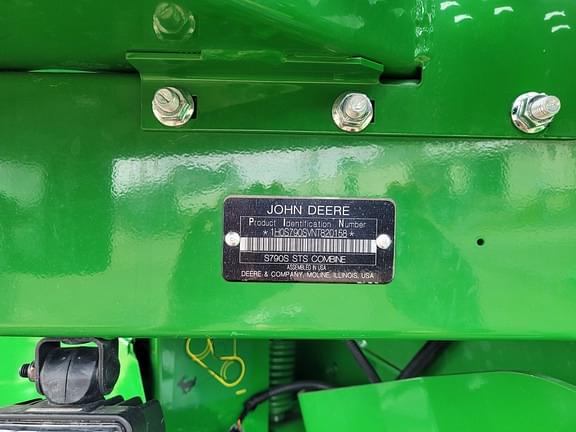 JOHN DEERE
Product Identification Number
*1H0S790SVNT820158*
S790S STS COMBINE
ASSEMBLED IN USA
DEERE & COMPANY, MOLINE, ILLINOIS, USA